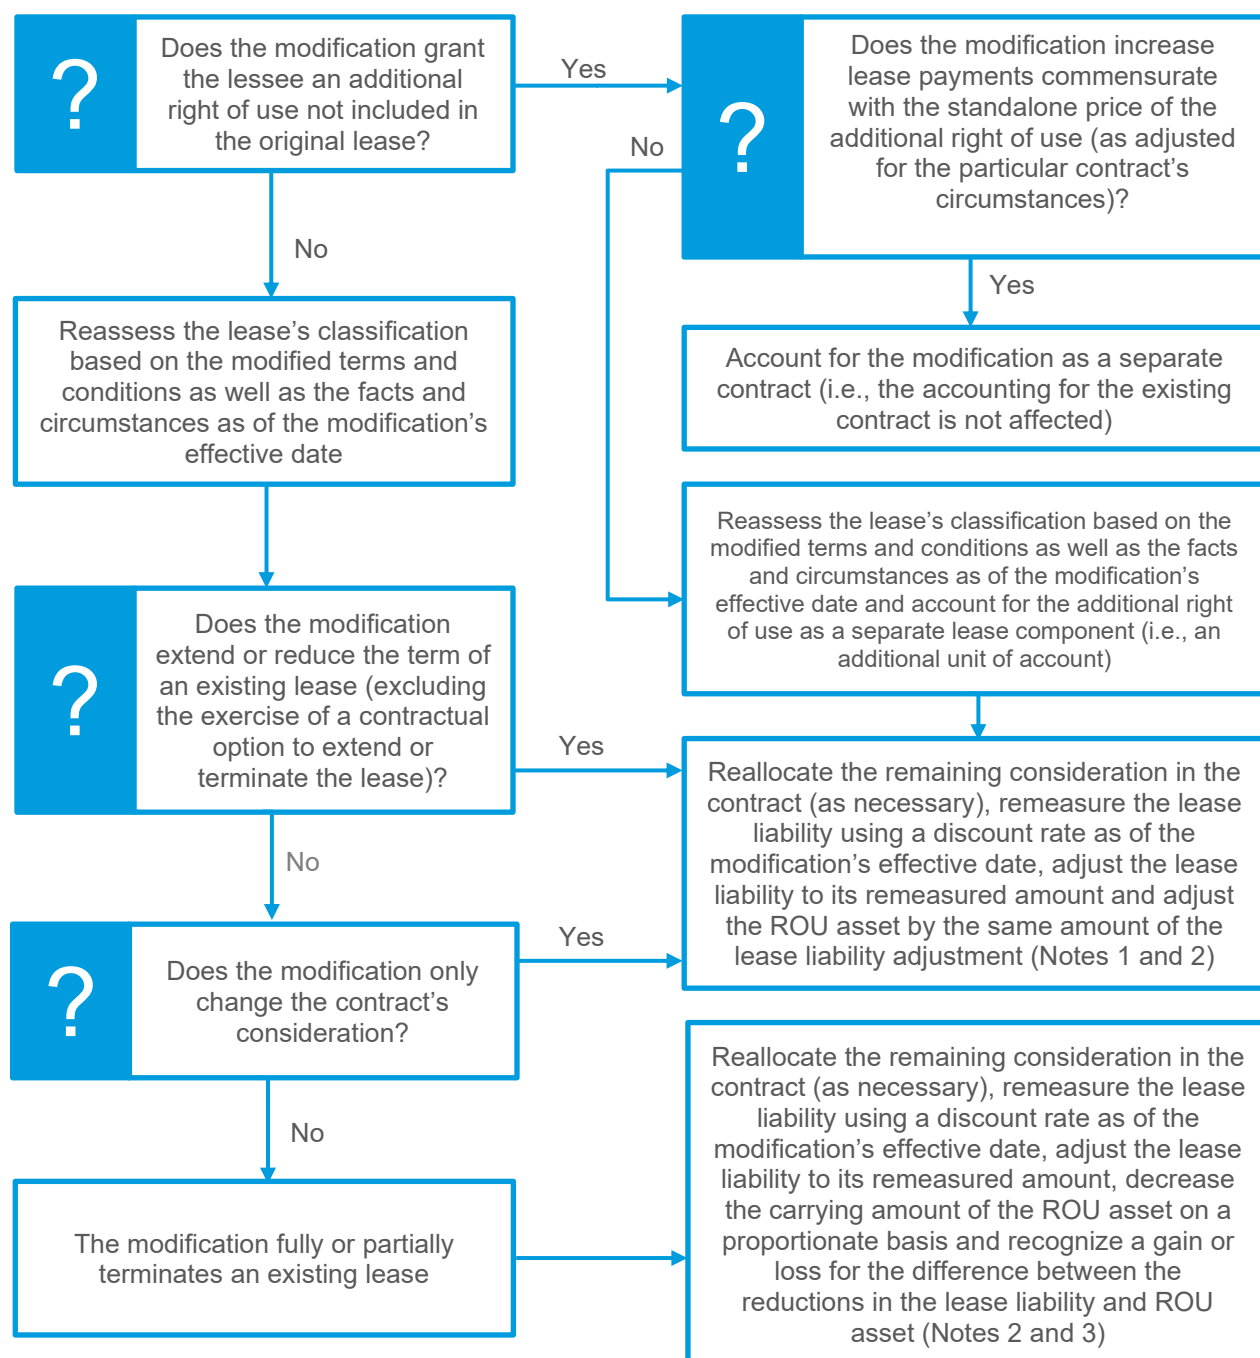 ?
Does the modification grant
the lessee an additional
right of use not included in
the original lease?
Yes
?
Does the modification increase
lease payments commensurate
with the standalone price of the
additional right of use (as adjusted
for the particular contract’s
circumstances)?
No
No
Yes
Reassess the lease’s classification
based on the modified terms and
conditions as well as the facts and
circumstances as of the modification’s
effective date
Account for the modification as a separate
contract (i.e., the accounting for the existing
contract is not affected)
Reassess the lease’s classification based on the
modified terms and conditions as well as the facts
and circumstances as of the modification’s
effective date and account for the additional right
of use as a separate lease component (i.e., an
additional unit of account)
?
Does the modification
extend or reduce the term of
an existing lease (excluding
the exercise of a contractual
option to extend or
terminate the lease)?
Yes
Reallocate the remaining consideration in the
contract (as necessary), remeasure the lease
liability using a discount rate as of the
modification’s effective date, adjust the lease
liability to its remeasured amount and adjust
the ROU asset by the same amount of the
lease liability adjustment (Notes 1 and 2)
No
?
Does the modification only
change the contract’s
consideration?
Yes
No
The modification fully or partially
terminates an existing lease
Reallocate the remaining consideration in the
contract (as necessary), remeasure the lease
liability using a discount rate as of the
modification’s effective date, adjust the lease
liability to its remeasured amount, decrease
the carrying amount of the ROU asset on a
proportionate basis and recognize a gain or
loss for the difference between the
reductions in the lease liability and ROU
asset (Notes 2 and 3)